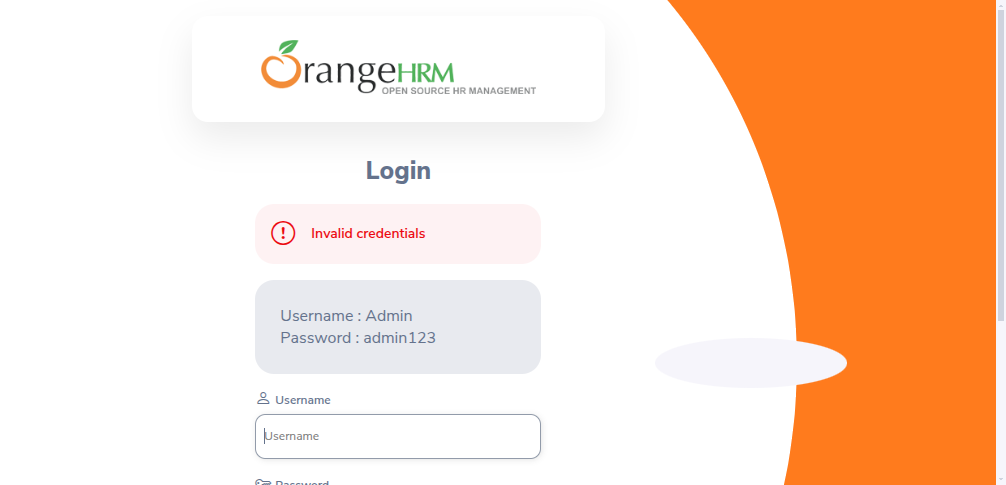 OrangeHRM
OPEN SOURCE HR MANAGEMENT
Login
Invalid credentials
Username : Admin
Password : admin123
Username
Username
Password